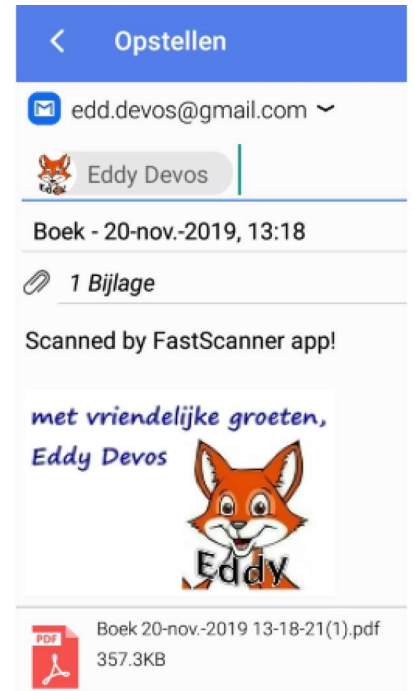 Opstellen
edd.devos@gmail.com
Eddy
Eddy Devos
Boek - 20-nov.-2019, 13:18
1 Bijlage
Scanned by FastScanner app!
met vriendelijke groeten,
Eddy Devos
Eddy
PDF
Boek 20-nov.-2019 13-18-21(1).pdf
357.3KB